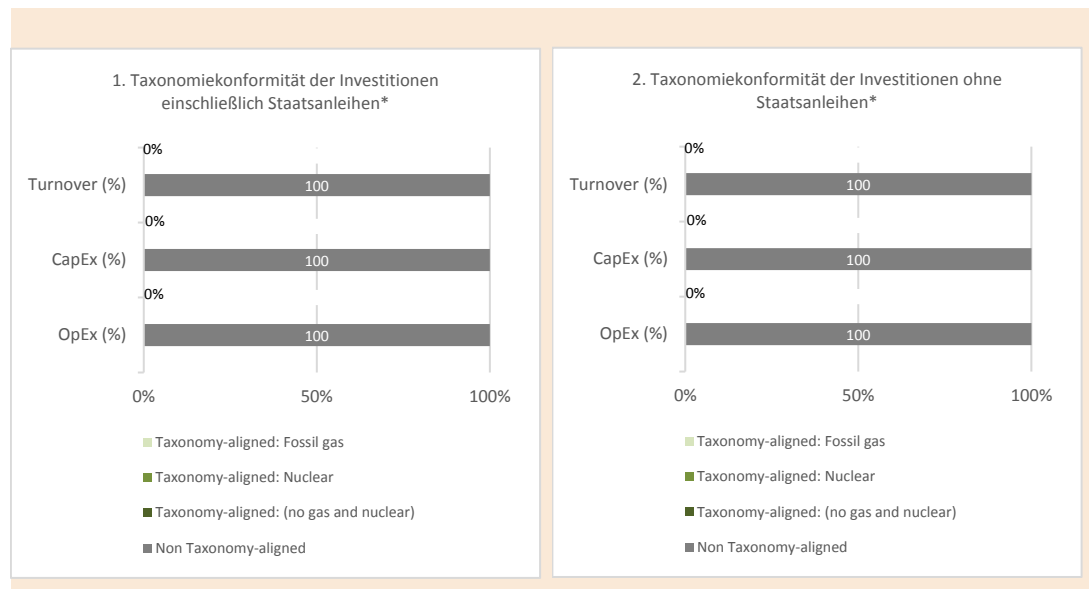 1. Taxonomiekonformität der Investitionen
einschließlich Staatsanleihen*
0%
Turnover (%)
100
0%
CapEx (%)
100
0%
OpEx (%)
100
0%
50%
100%
Taxonomy-aligned: Fossil gas
Taxonomy-aligned: Nuclear
Taxonomy-aligned: (no gas and nuclear)
Non Taxonomy-aligned
2. Taxonomiekonformität der Investitionen ohne
Staatsanleihen*
0%
Turnover (%)
100
0%
CapEx (%)
100
0%
OpEx (%)
100
0%
50%
100%
Taxonomy-aligned: Fossil gas
Taxonomy-aligned: Nuclear
Taxonomy-aligned: (no gas and nuclear)
Non Taxonomy-aligned